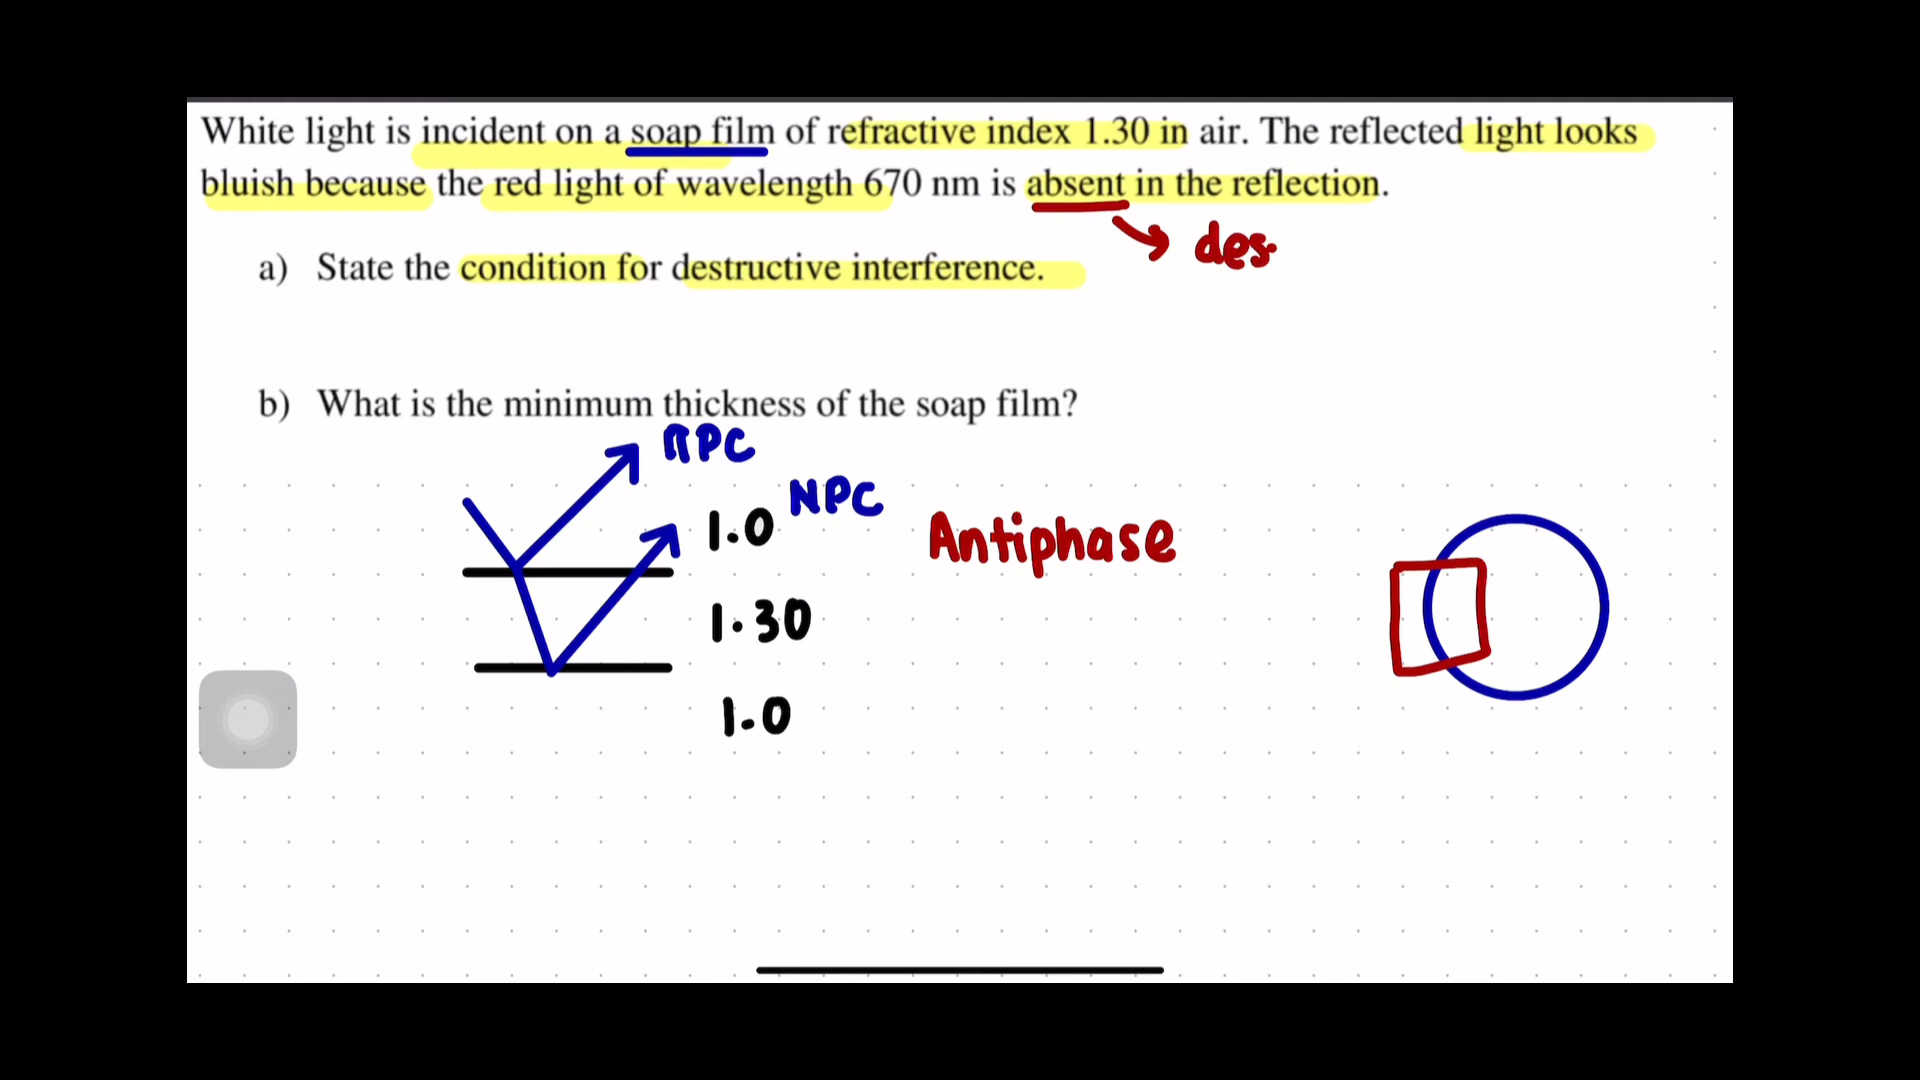 White light is incident on a soap film of refractive index 1.30 in air. The reflected light looks
bluish because the red light of wavelength 670 nm is absent in the reflection.
des.
a) State the condition for destructive interference.
b) What is the minimum thickness of the soap film?
πPC
NPC
1.0
Antiphase
1.30
1.0